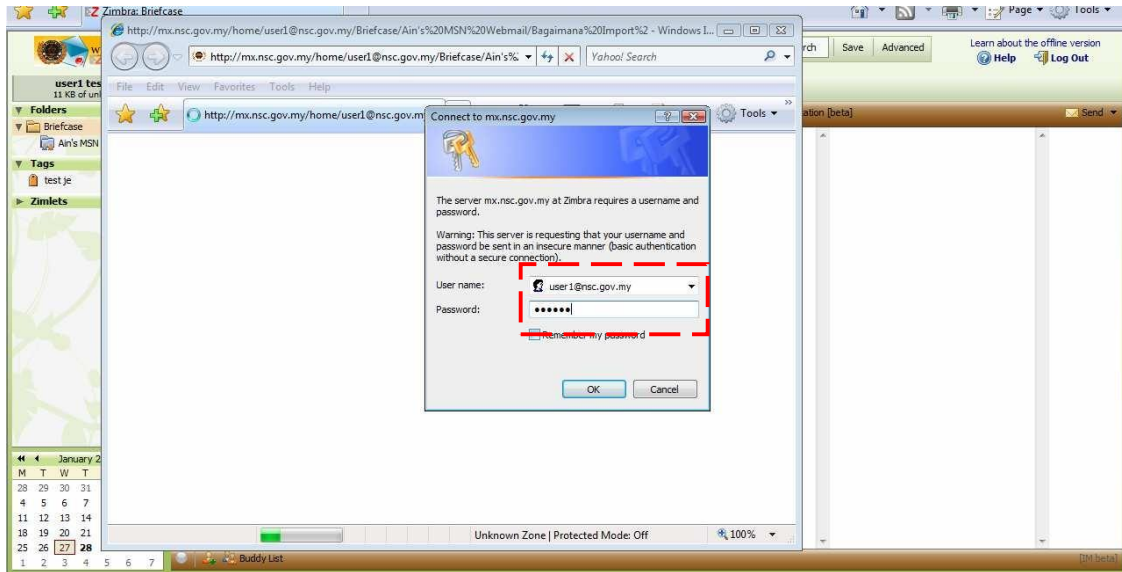 Zimbra: Briefcase
Page
Tools
http://mx.nsc.gov.my/home/user1@nsc.gov.my/Briefcase/Ain's%20MSN%20Webmail/Bagaimana%20Import%2 - Windows I...
http://mx.nsc.gov.my/home/user1@nsc.gov.my/Briefcase/Ain's%
Yahoo! Search
rch
Save
Advanced
Learn about the offline version
Help
Log Out
File Edit View Favorites Tools Help
http://mx.nsc.gov.my/home/user1@nsc.gov.m
Tools
user1 tes
11 KB of unl
Folders
Briefcase
Ain's MSN
Tags
test je
Zimlets
ation [beta]
Send
Connect to mx.nsc.gov.my
The server mx.nsc.gov.my at Zimbra requires a username and
password.
Warning: This server is requesting that your username and
password be sent in an insecure manner (basic authentication
without a secure connection).
User name:
user1@nsc.gov.my
Password:
••••••
Remember my password
OK
Cancel
January 2
M T W T
28 29 30 31
4 5 6 7
11 12 13 14
18 19 20 21
25 26 27 28
1 2 3 4 5 6 7
Unknown Zone | Protected Mode: Off
100%
Buddy List
[IM beta]